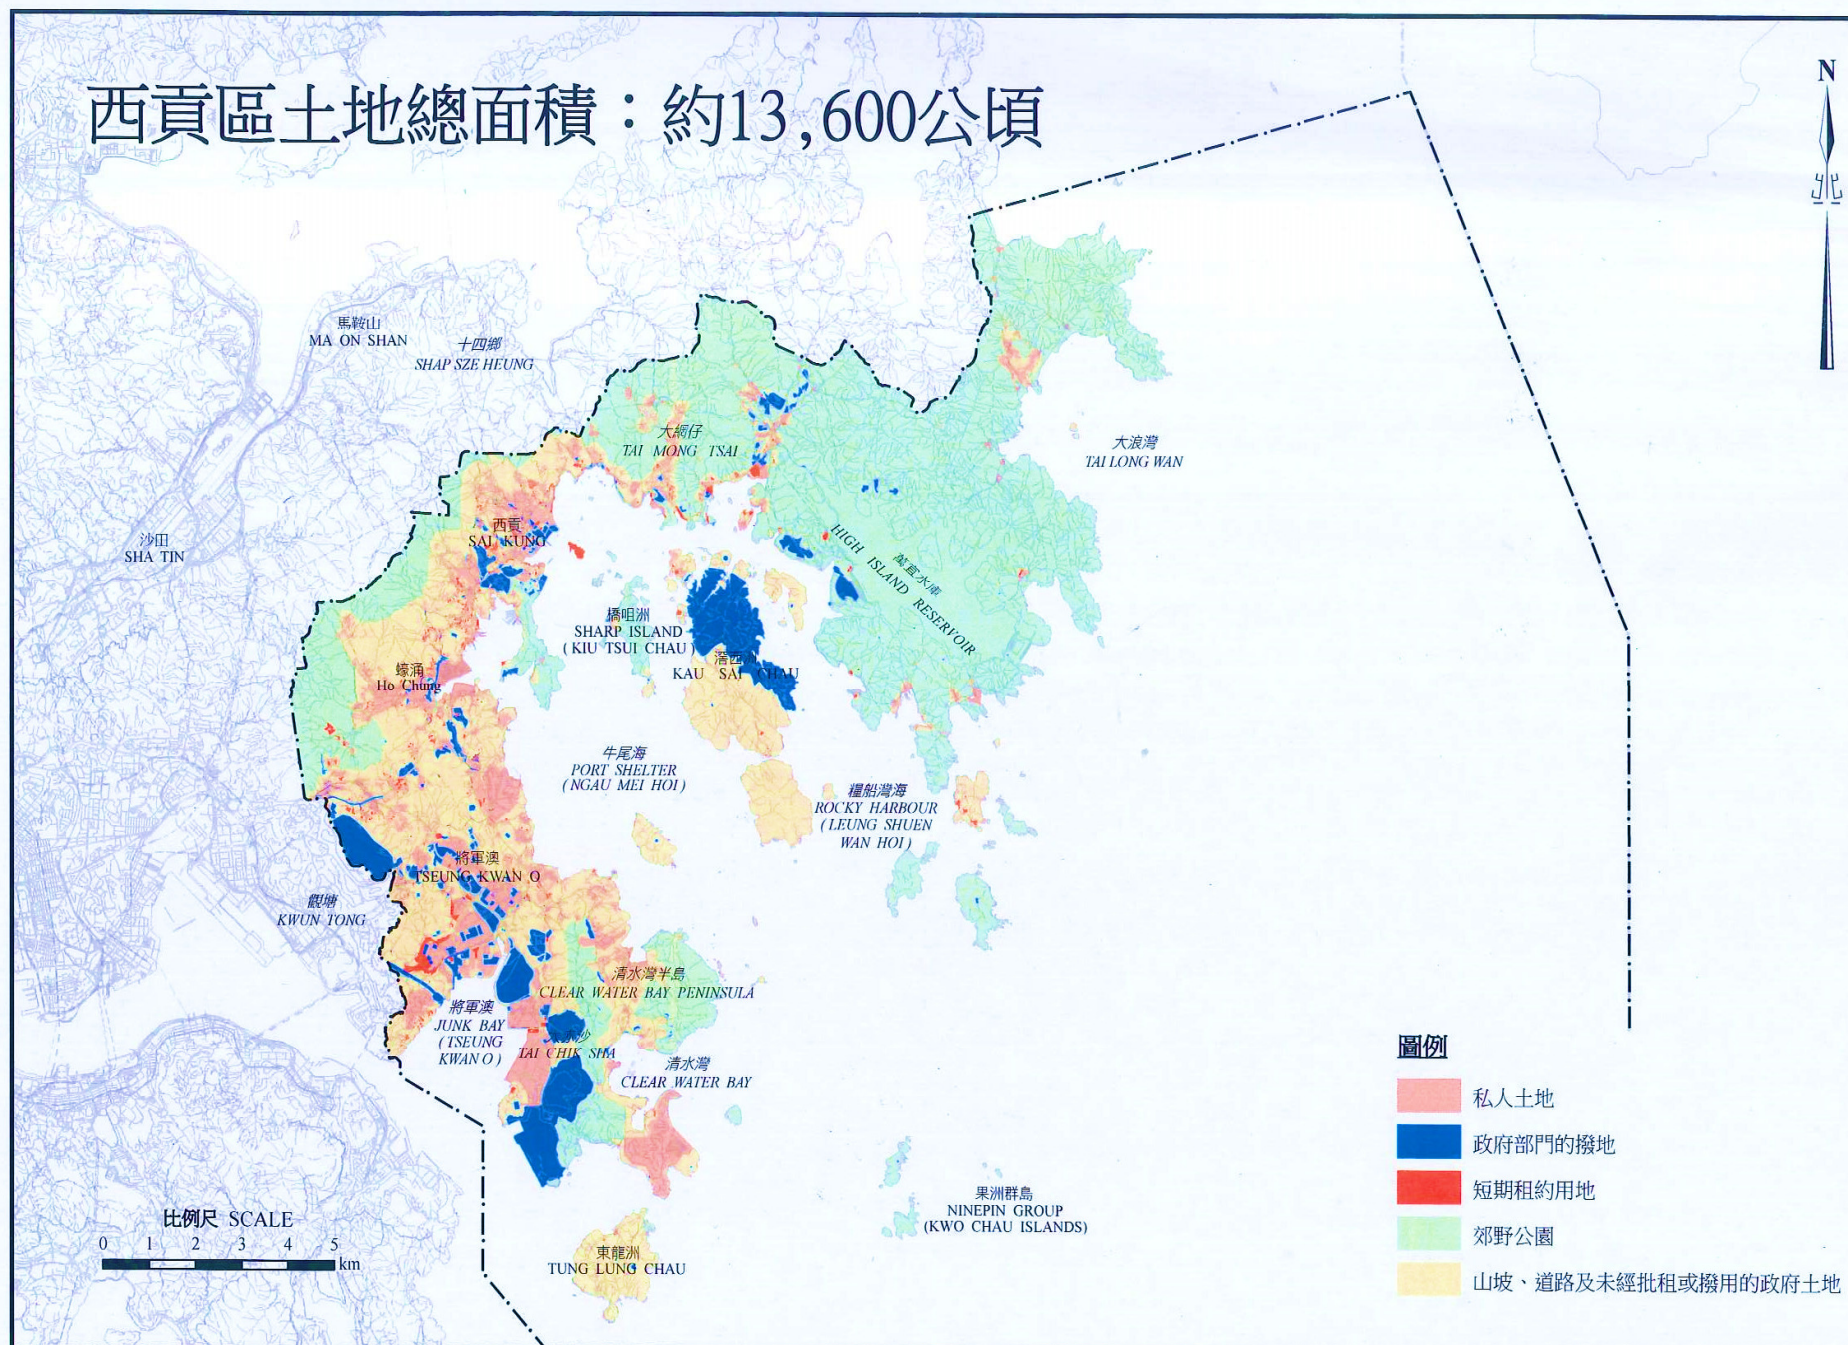 西貢區土地總面積：約13,600公頃
N
北
馬鞍山
MA ON SHAN
十四鄉
SHAP SZE HEUNG
大網仔
TAI MONG TSAI
大浪灣
TAI LONG WAN
西貢
SAI KUNG
沙田
SHA TIN
萬宜水庫
HIGH ISLAND RESERVOIR
橋咀洲
SHARP ISLAND
(KIU TSUI CHAU)
滘西洲
KAU SAI CHAU
蠔涌
Ho Chung
牛尾海
PORT SHELTER
(NGAU MEI HOI)
糧船灣海
ROCKY HARBOUR
(LEUNG SHUEN
WAN HOI)
將軍澳
TSEUNG KWAN O
觀塘
KWUN TONG
清水灣半島
CLEAR WATER BAY PENINSULA
將軍澳
JUNK BAY
(TSEUNG
KWAN O)
大赤沙
TAI CHIK SHA
清水灣
CLEAR WATER BAY
果洲群島
NINEPIN GROUP
(KWO CHAU ISLANDS)
東龍洲
TUNG LUNG CHAU
比例尺 SCALE
0 1 2 3 4 5
km
圖例
私人土地
政府部門的撥地
短期租約用地
郊野公園
山坡、道路及未經批租或撥用的政府土地